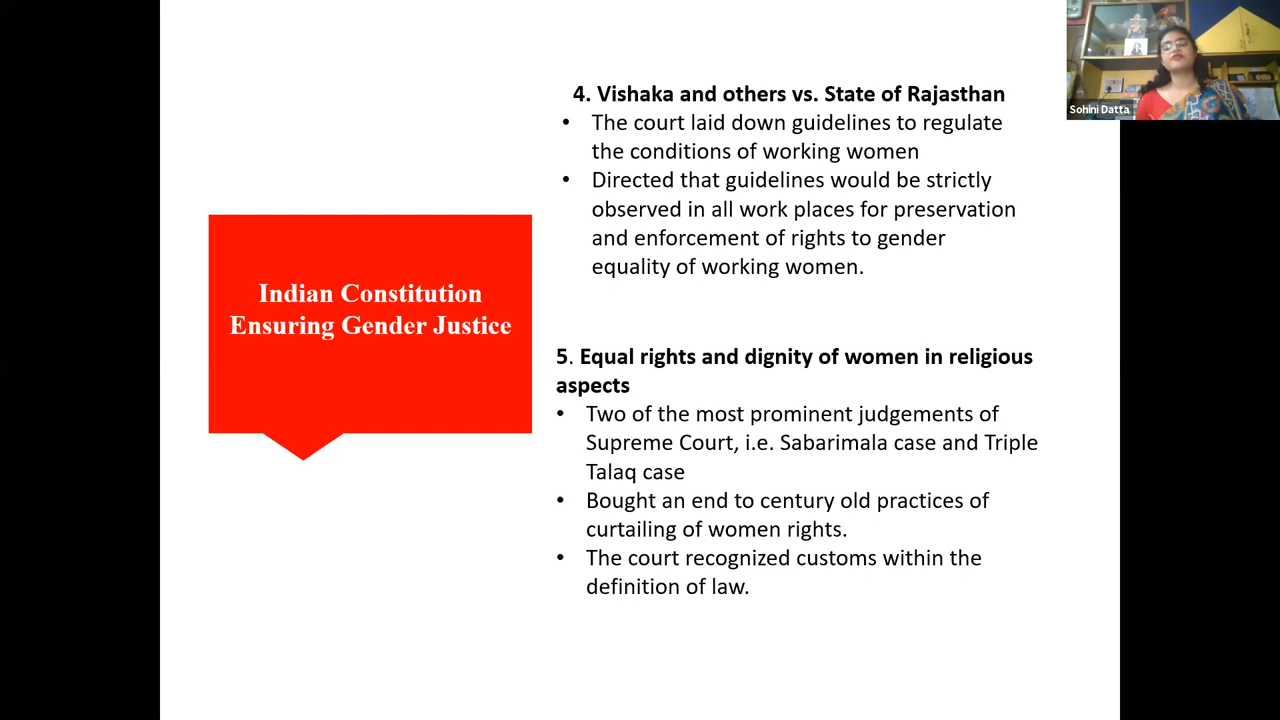 Indian Constitution
Ensuring Gender Justice
4. Vishaka and others vs. State of Rajasthan
• The court laid down guidelines to regulate
the conditions of working women
• Directed that guidelines would be strictly
observed in all work places for preservation
and enforcement of rights to gender
equality of working women.
5. Equal rights and dignity of women in religious
aspects
• Two of the most prominent judgements of
Supreme Court, i.e. Sabarimala case and Triple
Talaq case
• Bought an end to century old practices of
curtailing of women rights.
• The court recognized customs within the
definition of law.
Sohini Datta